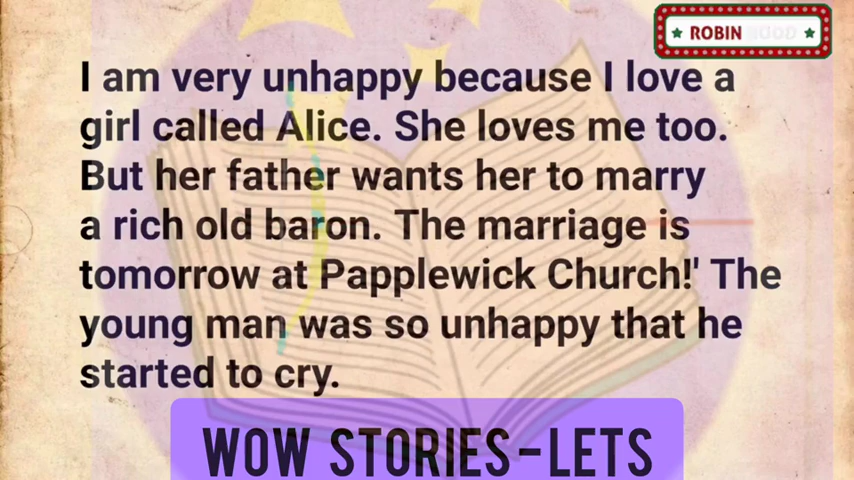 ROBIN HOOD
I am very unhappy because I love a
girl called Alice. She loves me too.
But her father wants her to marry
a rich old baron. The marriage is
tomorrow at Papplewick Church!' The
young man was so unhappy that he
started to cry.
WOW STORIES-LETS